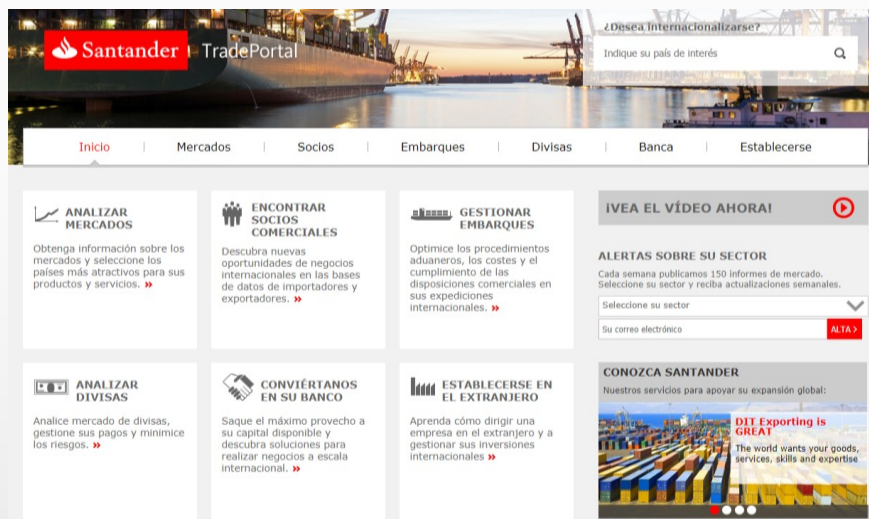 ¿Desea internacionalizarse?
Santander TradePortal
Indique su país de interés
Inicio Mercados Socios Embarques Divisas Banca Establecerse
ANALIZAR
MERCADOS
Obtenga información sobre los
mercados y seleccione los
países más atractivos para sus
productos y servicios. »
ENCONTRAR
SOCIOS
COMERCIALES
Descubra nuevas
oportunidades de negocios
internacionales en las bases
de datos de importadores y
exportadores. »
GESTIONAR
EMBARQUES
Optimice los procedimientos
aduaneros, los costes y el
cumplimiento de las
disposiciones comerciales en
sus expediciones
internacionales. »
¡VEA EL VÍDEO AHORA!
ALERTAS SOBRE SU SECTOR
Cada semana publicamos 150 informes de mercado.
Seleccione su sector y reciba actualizaciones semanales.
Seleccione su sector
Su correo electrónico
ALTA >
ANALIZAR
DIVISAS
Analice mercado de divisas,
gestione sus pagos y minimice
los riesgos. »
CONVIÉRTANOS
EN SU BANCO
Saque el máximo provecho a
su capital disponible y
descubra soluciones para
realizar negocios a escala
internacional. »
ESTABLECERSE EN
EL EXTRANJERO
Aprenda cómo dirigir una
empresa en el extranjero y a
gestionar sus inversiones
internacionales »
CONOZCA SANTANDER
Nuestros servicios para apoyar su expansión global:
DIT Exporting is
GREAT
The world wants your goods,
services, skills and expertise